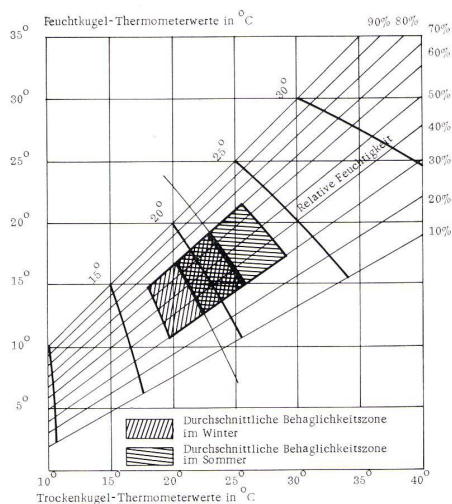 Feuchtkugel-Thermometerwerte in °C
90% 80%
70%
60%
50%
40%
30%
20%
10%
35°
30°
25°
20°
15°
10°
5°
15°
20°
25°
30°
Relative Feuchtigkeit
Durchschnittliche Behaglichkeitszone
im Winter
Durchschnittliche Behaglichkeitszone
im Sommer
10° 15° 20° 25° 30° 35° 40°
Trockenkugel-Thermometerwerte in °C